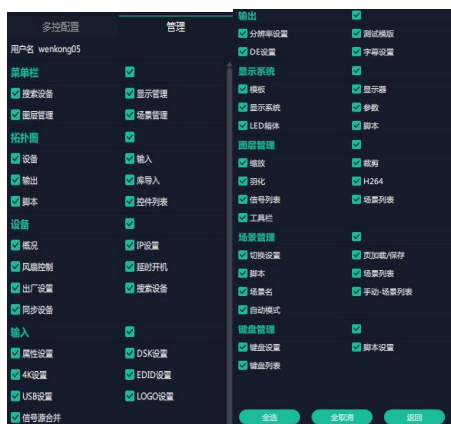 多控配置 管理
用户名 wenkong05
菜单栏
搜索设备 显示管理
图层管理 场景管理
拓扑图
设备 输入
输出 库导入
脚本 控件列表
设备
概况 IP设置
风扇控制 延时开机
出厂设置 搜索设备
同步设备
输入
属性设置 DSK设置
4K设置 EDID设置
USB设置 LOGO设置
信号源合并
输出
分辨率设置 测试模版
DE设置 字幕设置
显示系统
模板 显示器
显示系统 参数
LED箱体 脚本
图层管理
缩放 裁剪
羽化 H264
信号列表 场景列表
工具栏
场景管理
切换设置 页加载/保存
脚本 场景列表
场景名 手动-场景列表
自动模式
键盘管理
键盘设置 脚本设置
键盘列表
全选 全取消 返回